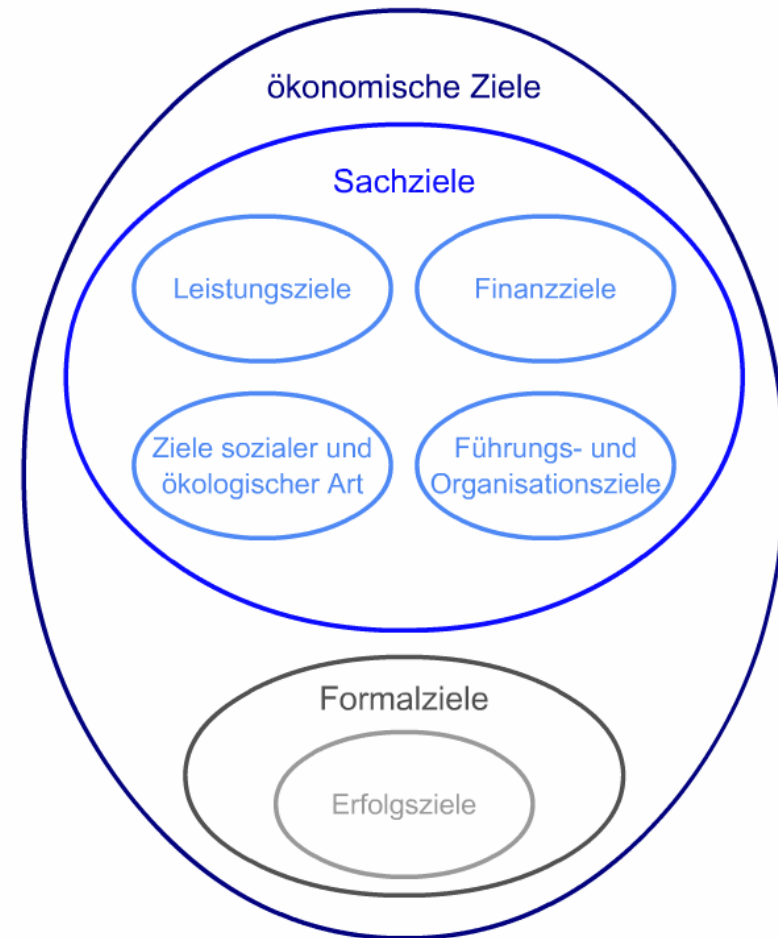 ökonomische Ziele
Sachziele
Leistungsziele
Finanzziele
Ziele sozialer und
ökologischer Art
Führungs- und
Organisationsziele
Formalziele
Erfolgsziele